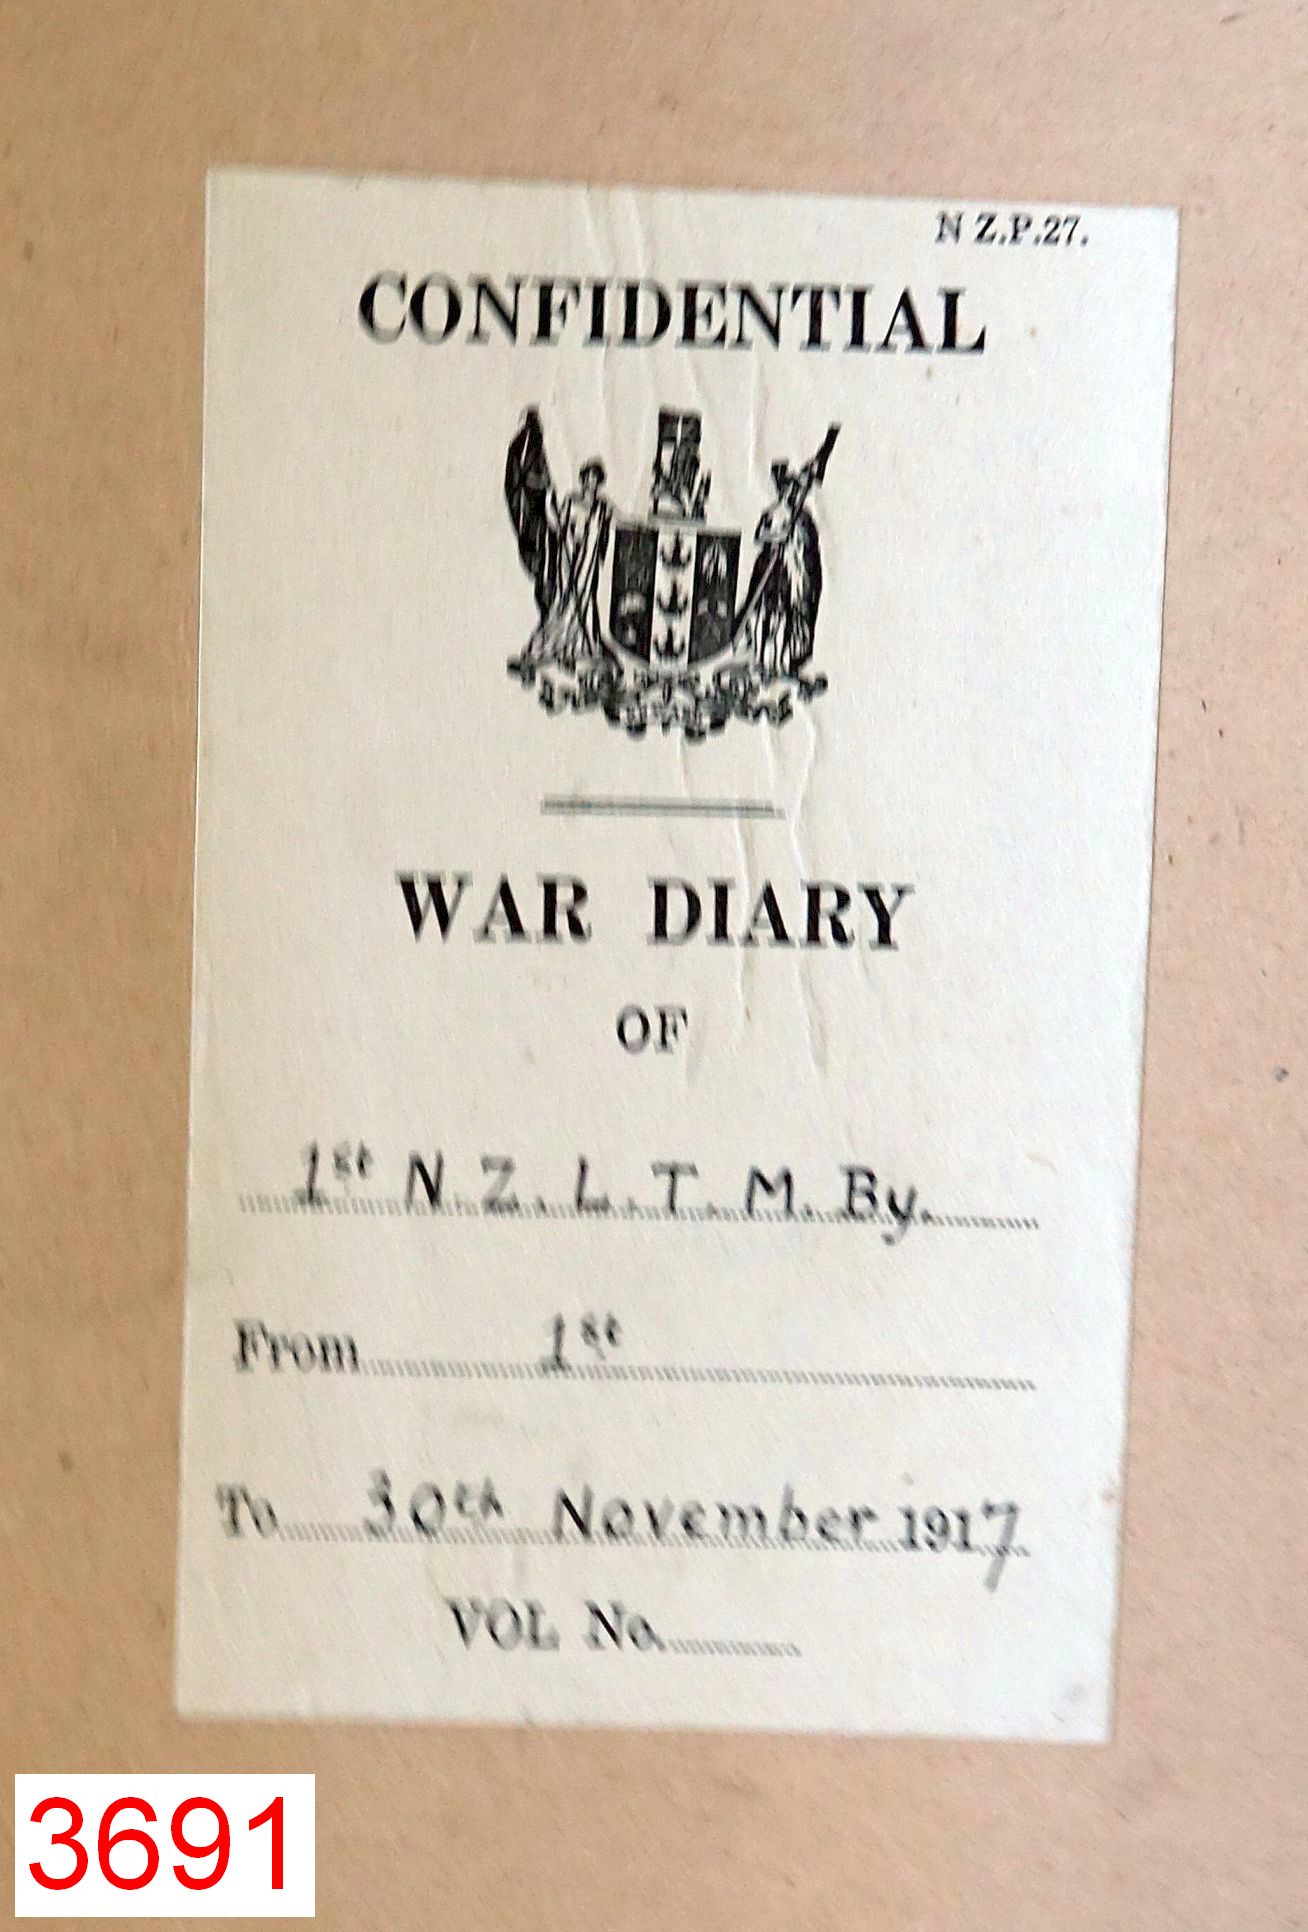 N Z.P.27.
CONFIDENTIAL
WAR DIARY
OF
1st N.Z.L.T.M. By.
From 1st
To 30th November 1917
VOL No.
3691